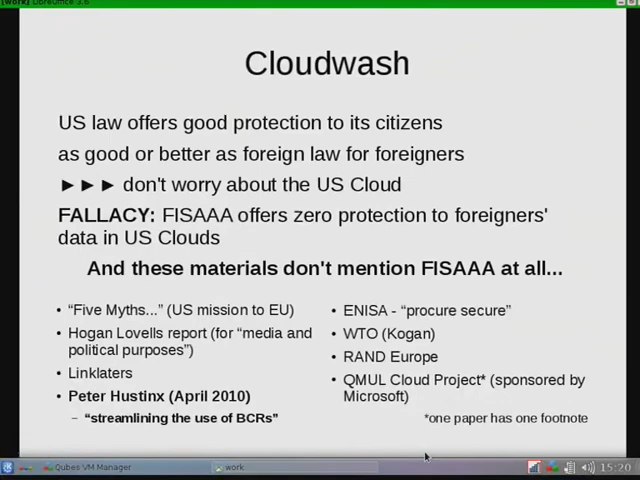 [work] LibreOffice 3.6
Cloudwash
US law offers good protection to its citizens
as good or better as foreign law for foreigners
►►► don't worry about the US Cloud
FALLACY: FISAAA offers zero protection to foreigners'
data in US Clouds
And these materials don't mention FISAAA at all...
• “Five Myths...” (US mission to EU)
• Hogan Lovells report (for “media and
political purposes”)
• Linklaters
• Peter Hustinx (April 2010)
– “streamlining the use of BCRs”
• ENISA - “procure secure”
• WTO (Kogan)
• RAND Europe
• QMUL Cloud Project* (sponsored by
Microsoft)
*one paper has one footnote
Qubes VM Manager
work
15:20